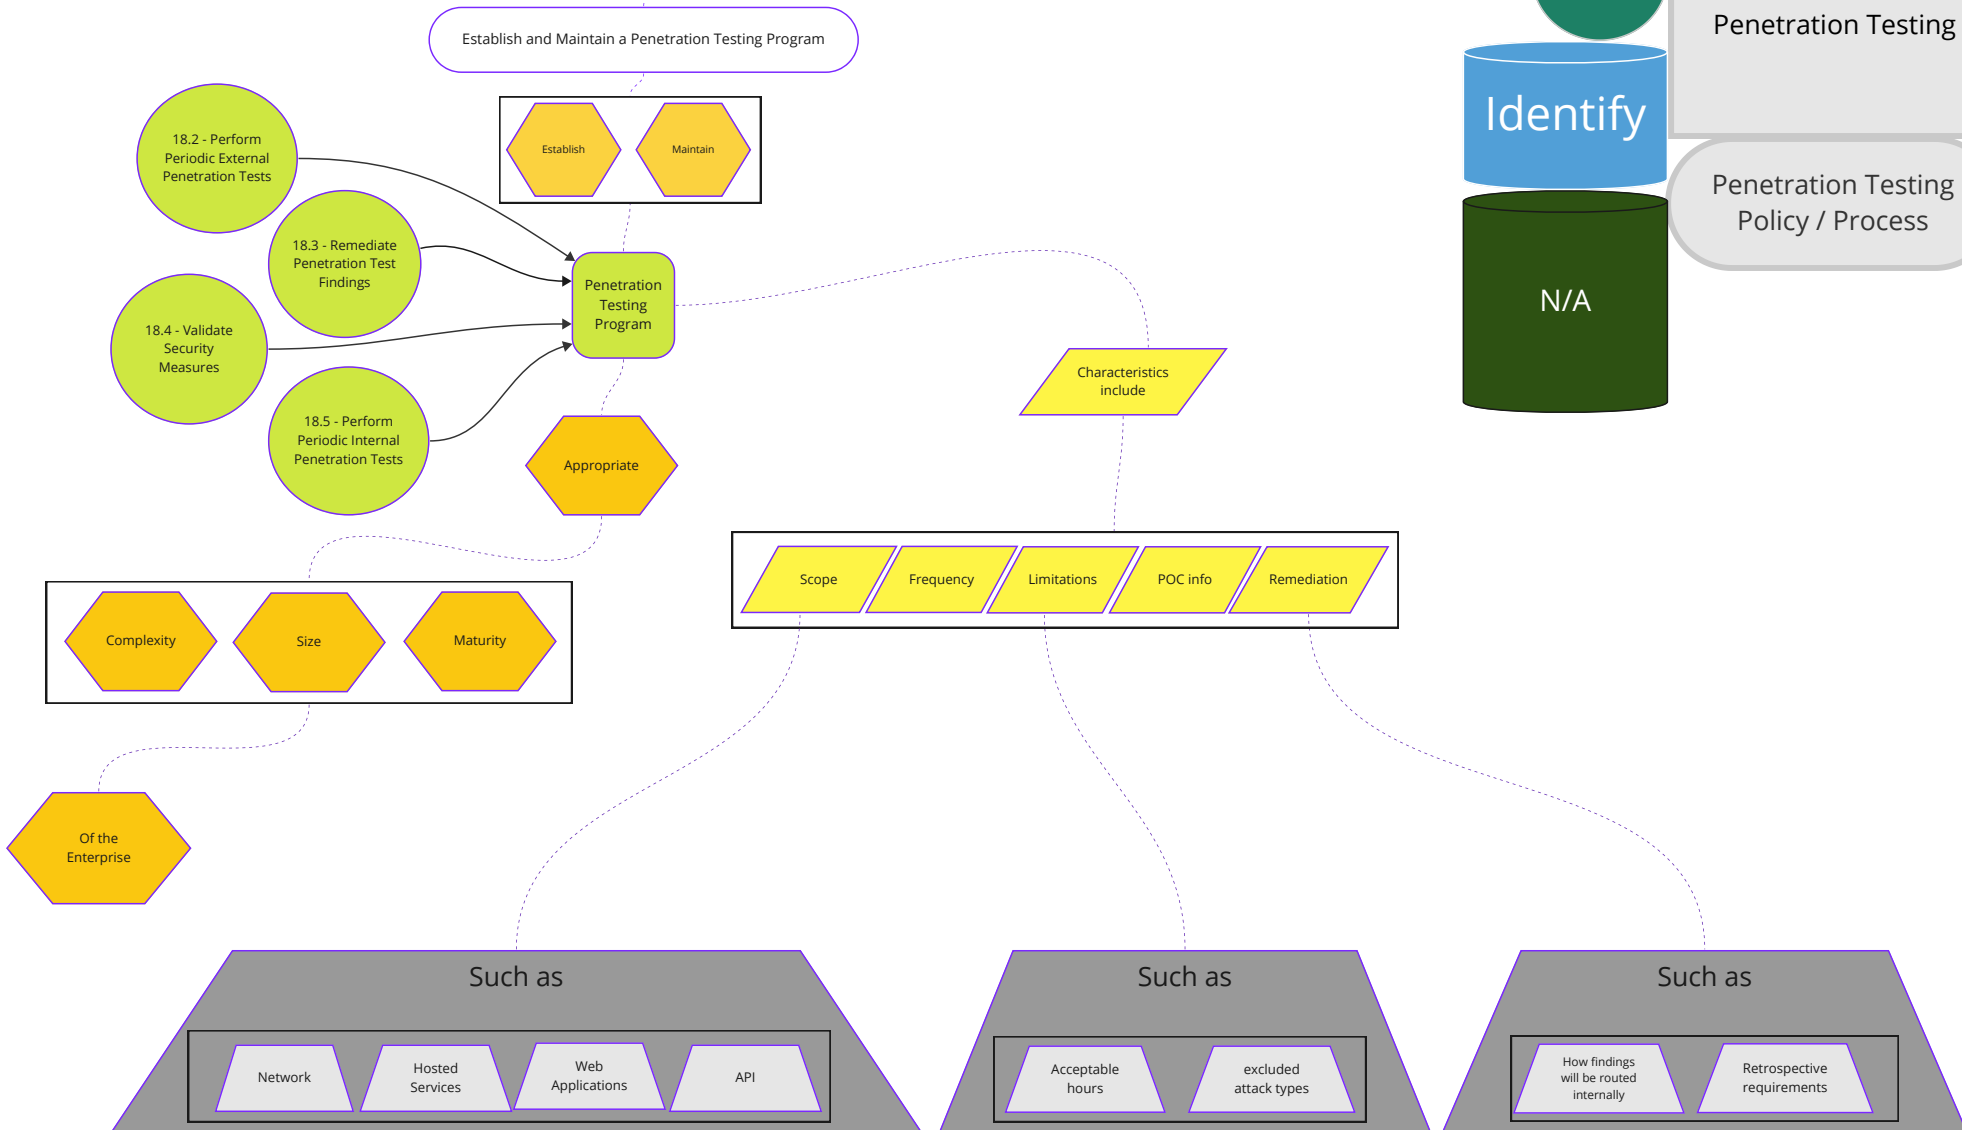 Establish and Maintain a Penetration Testing Program
Penetration Testing
Identify
Establish
Maintain
18.2 - Perform
Periodic External
Penetration Tests
Penetration Testing
Policy / Process
18.3 - Remediate
Penetration Test
Findings
Penetration
Testing
Program
N/A
18.4 - Validate
Security
Measures
Characteristics
include
18.5 - Perform
Periodic Internal
Penetration Tests
Appropriate
Scope
Frequency
Limitations
POC info
Remediation
Complexity
Size
Maturity
Of the
Enterprise
Such as
Network
Hosted
Services
Web
Applications
API
Such as
Acceptable
hours
excluded
attack types
Such as
How findings
will be routed
internally
Retrospective
requirements